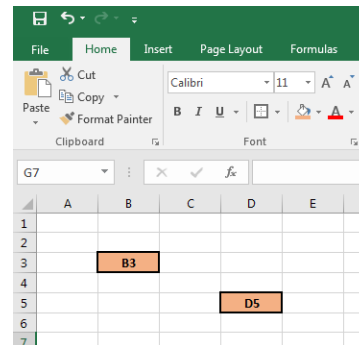 File Home Insert Page Layout Formulas
Cut
Copy
Format Painter
Paste
Calibri 11 A A
B I U A
Clipboard Font
G7 fx
A B C D E
1
2
3 B3
4
5 D5
6
7